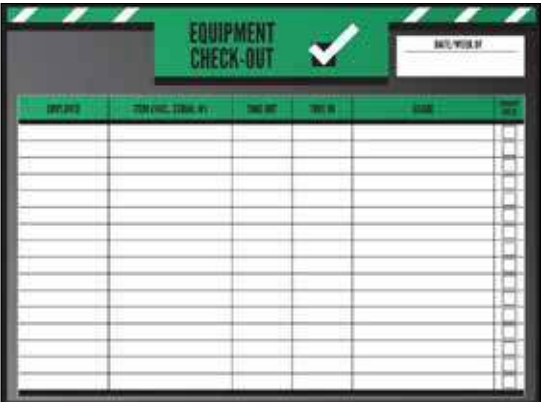 EQUIPMENT
CHECK-OUT
DATE/WEEK OF
EMPLOYEE
ITEM (INCL. SERIAL #)
TIME OUT
TIME IN